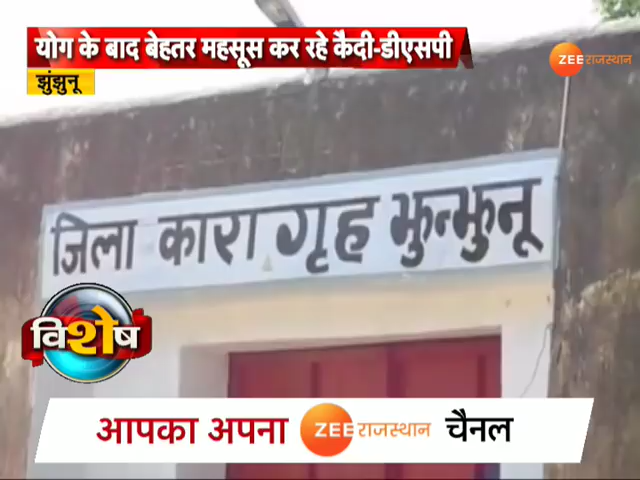 योग के बाद बेहतर महसूस कर रहे कैदी-डीएसपी
झुंझुनू
ZEE राजस्थान
जिला कारागृह झुन्झुनू
विशेष
आपका अपना ZEE राजस्थान चैनल